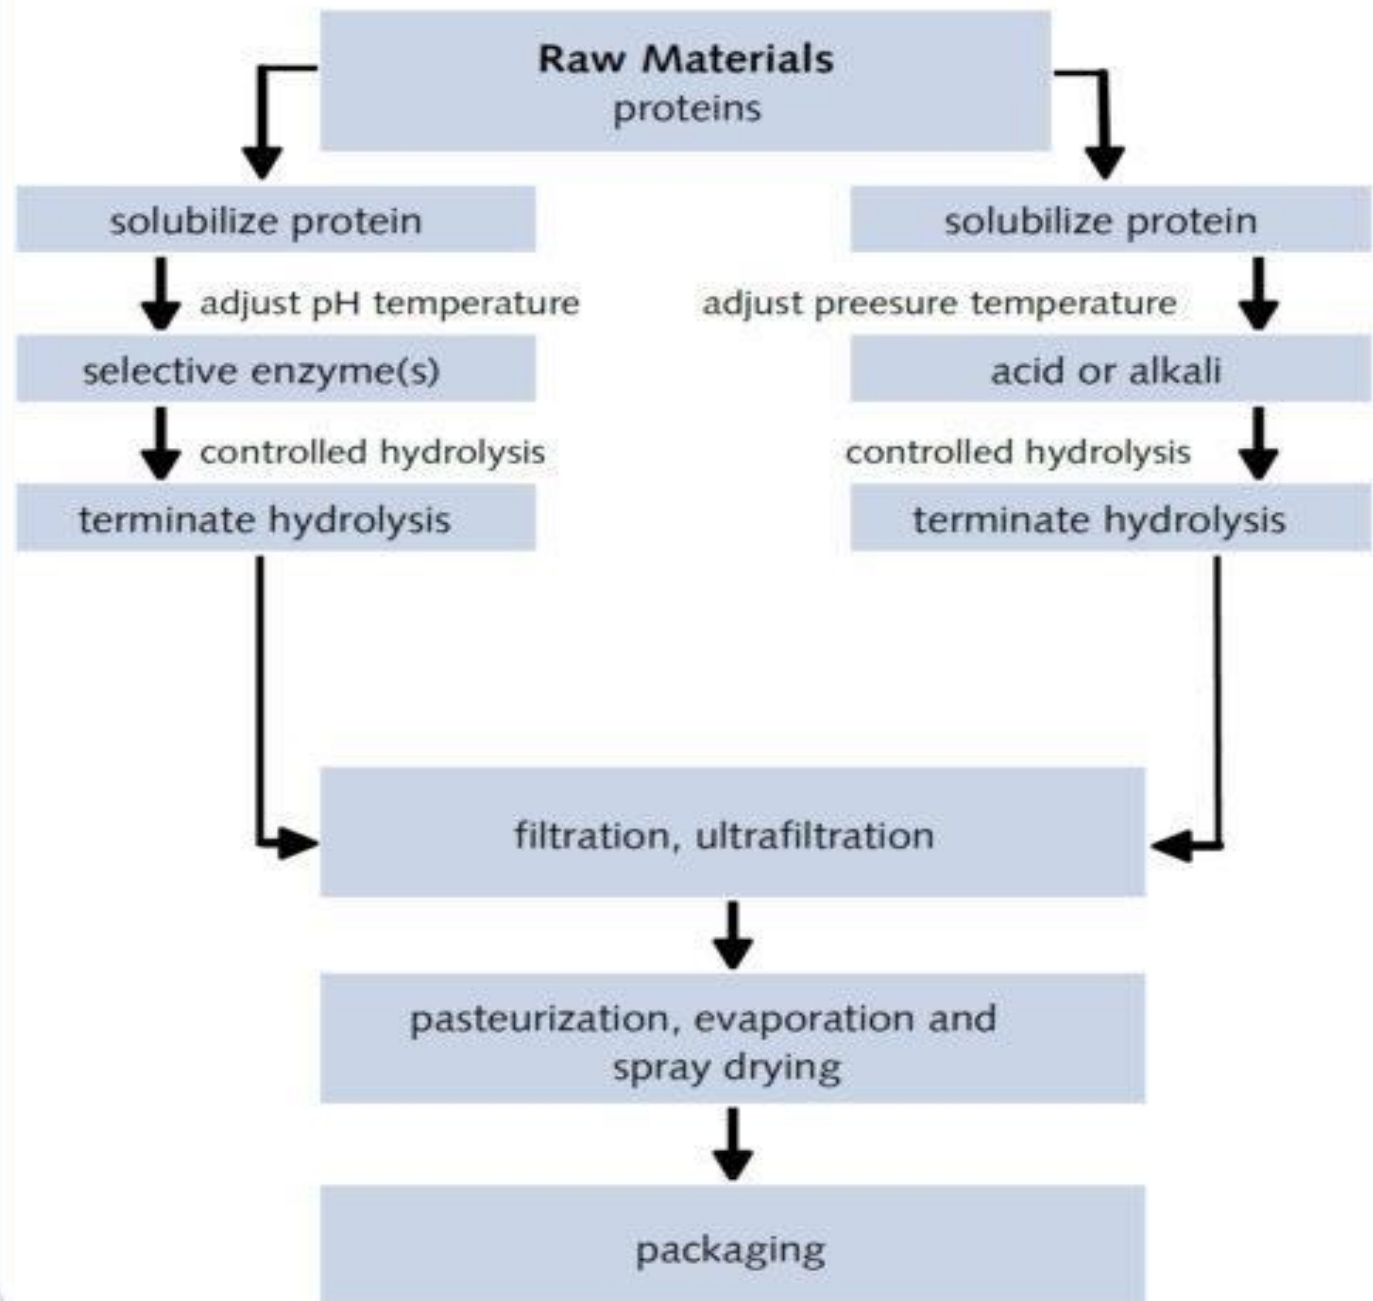 Raw Materials
proteins
solubilize protein
solubilize protein
adjust pH temperature
adjust preesure temperature
selective enzyme(s)
acid or alkali
controlled hydrolysis
controlled hydrolysis
terminate hydrolysis
terminate hydrolysis
filtration, ultrafiltration
pasteurization, evaporation and
spray drying
packaging